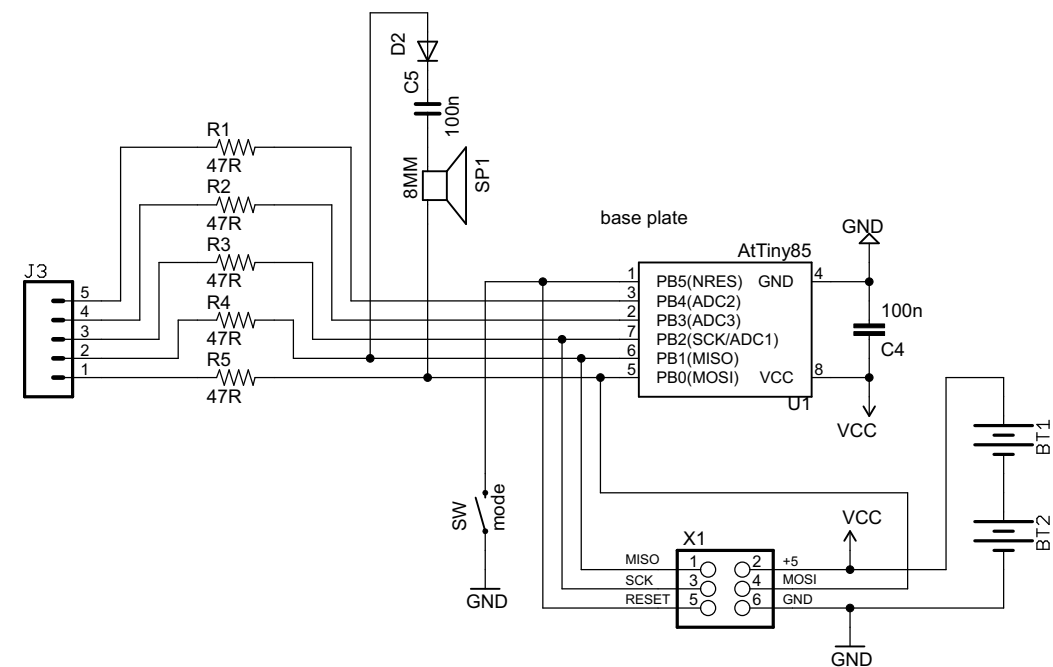 D2
C5
100n
8MM
SP1
R1
47R
R2
47R
R3
47R
R4
47R
R5
47R
J3
5
4
3
2
1
base plate
AtTiny85
1 PB5(NRES) GND 4
3 PB4(ADC2)
2 PB3(ADC3)
7 PB2(SCK/ADC1)
6 PB1(MISO)
5 PB0(MOSI) VCC 8
U1
GND
100n
C4
VCC
BT1
BT2
SW
mode
GND
X1
VCC
MISO 1 2 +5
SCK 3 4 MOSI
RESET 5 6 GND
GND